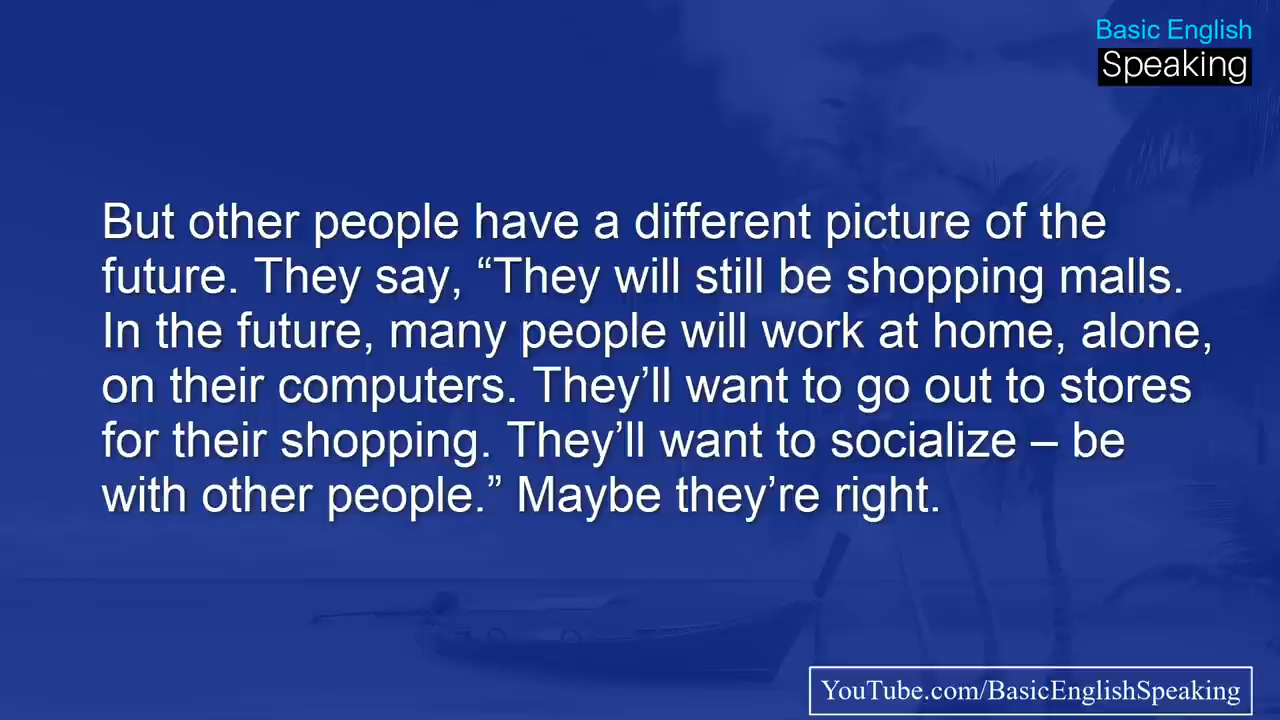 Basic English
Speaking
But other people have a different picture of the
future. They say, “They will still be shopping malls.
In the future, many people will work at home, alone,
on their computers. They’ll want to go out to stores
for their shopping. They’ll want to socialize – be
with other people.” Maybe they’re right.
YouTube.com/BasicEnglishSpeaking